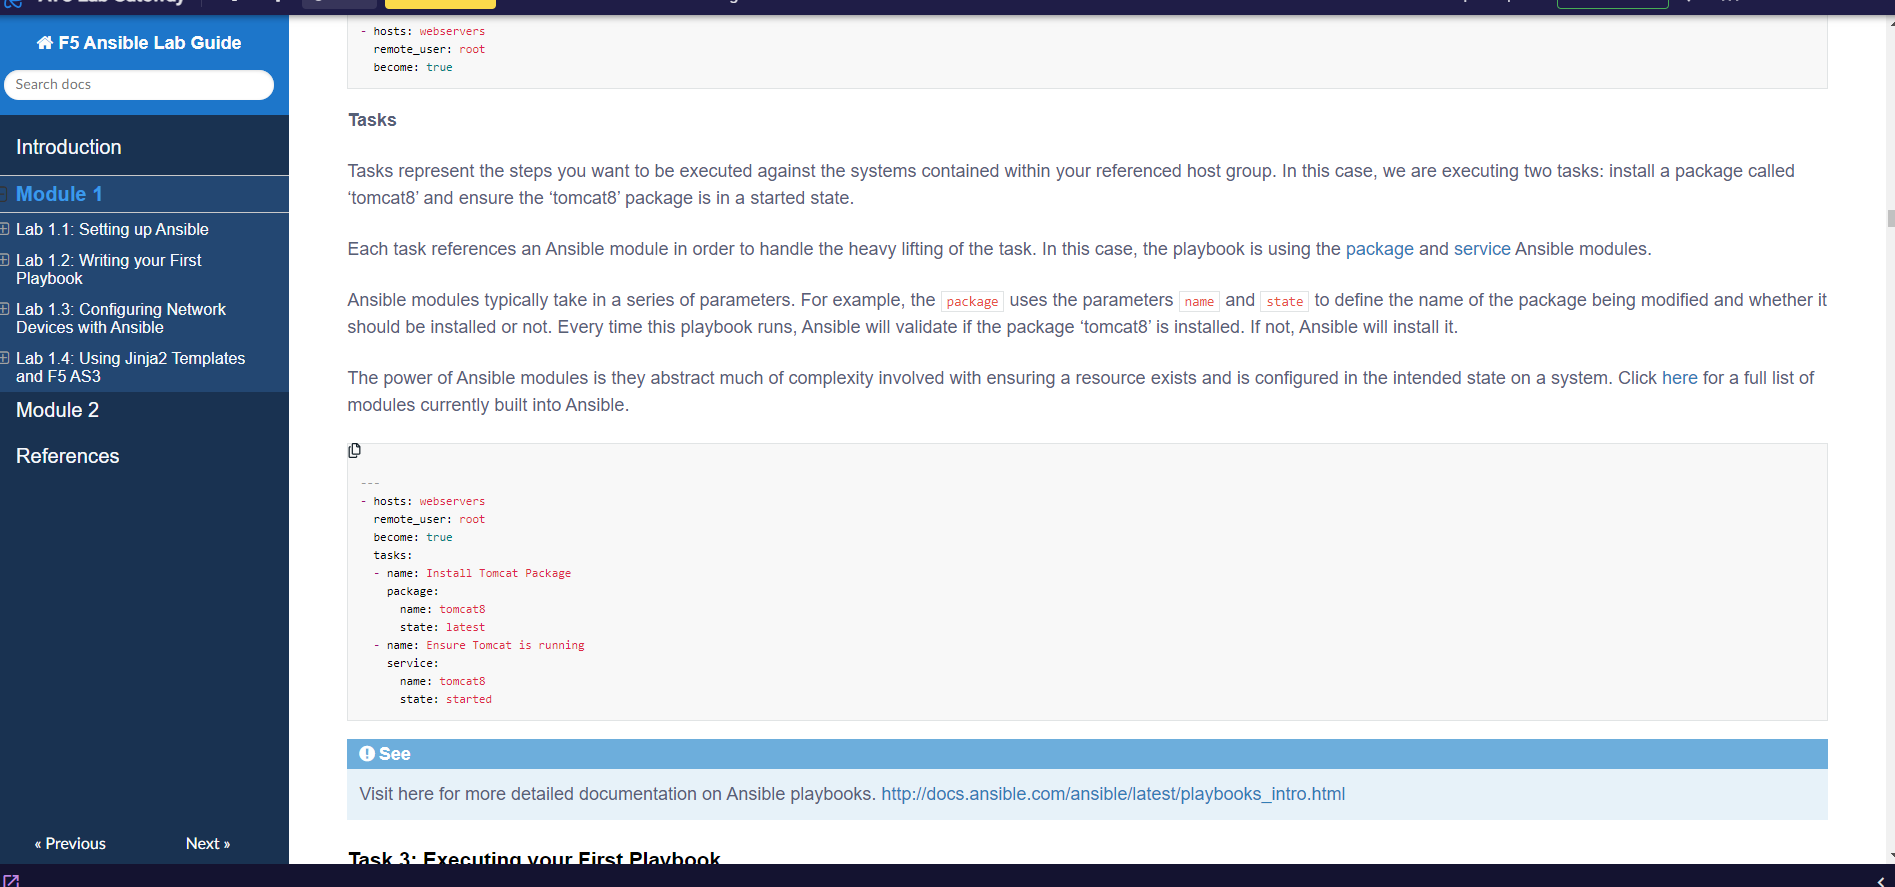 F5 Ansible Lab Guide
Search docs
Introduction
Module 1
Lab 1.1: Setting up Ansible
Lab 1.2: Writing your First
Playbook
Lab 1.3: Configuring Network
Devices with Ansible
Lab 1.4: Using Jinja2 Templates
and F5 AS3
Module 2
References
« Previous
Next »
- hosts: webservers
remote_user: root
become: true
Tasks
Tasks represent the steps you want to be executed against the systems contained within your referenced host group. In this case, we are executing two tasks: install a package called
‘tomcat8’ and ensure the ‘tomcat8’ package is in a started state.
Each task references an Ansible module in order to handle the heavy lifting of the task. In this case, the playbook is using the package and service Ansible modules.
Ansible modules typically take in a series of parameters. For example, the package uses the parameters name and state to define the name of the package being modified and whether it
should be installed or not. Every time this playbook runs, Ansible will validate if the package ‘tomcat8’ is installed. If not, Ansible will install it.
The power of Ansible modules is they abstract much of complexity involved with ensuring a resource exists and is configured in the intended state on a system. Click here for a full list of
modules currently built into Ansible.
---
- hosts: webservers
remote_user: root
become: true
tasks:
- name: Install Tomcat Package
package:
name: tomcat8
state: latest
- name: Ensure Tomcat is running
service:
name: tomcat8
state: started
See
Visit here for more detailed documentation on Ansible playbooks. http://docs.ansible.com/ansible/latest/playbooks_intro.html
Task 3: Executing your First Playbook